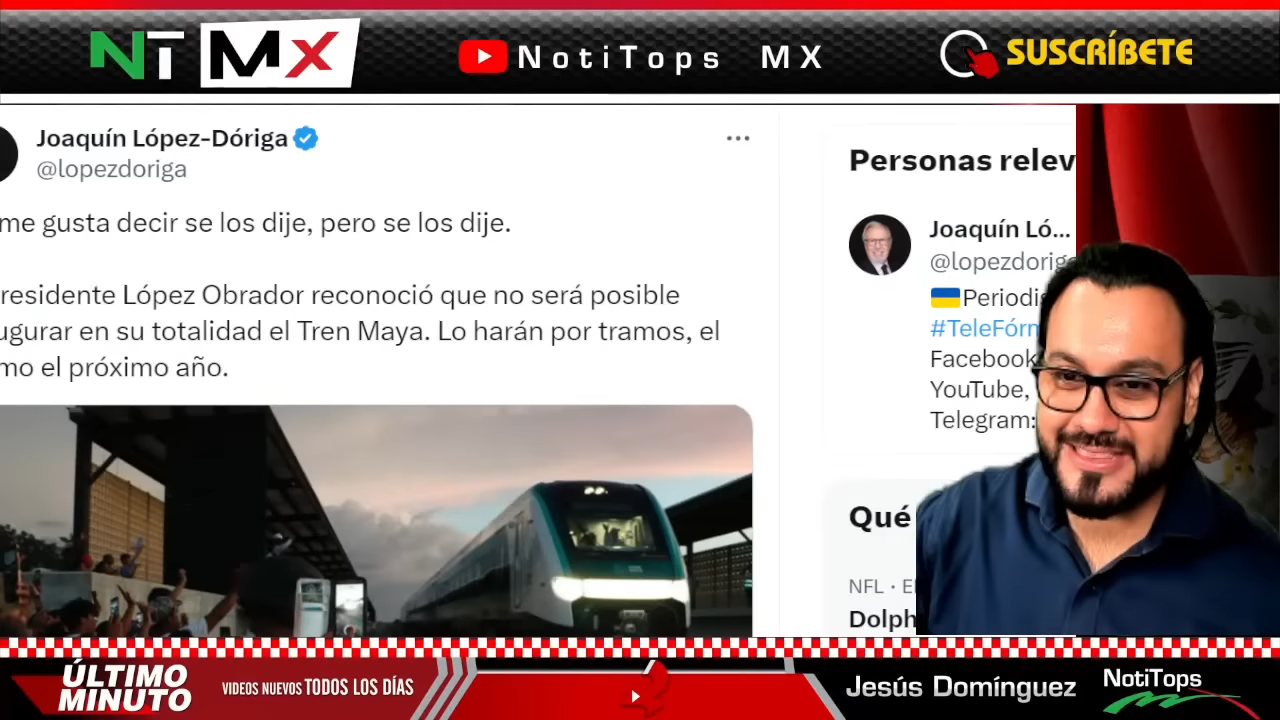 NTMX
NotiTops MX
SUSCRÍBETE
Joaquín López-Dóriga
@lopezdoriga
me gusta decir se los dije, pero se los dije.
residente López Obrador reconoció que no será posible
ugurar en su totalidad el Tren Maya. Lo harán por tramos, el
mo el próximo año.
Personas relev
Joaquín Ló...
@lopezdorig
Periodi
#TeleFórm
Facebook
YouTube,
Telegram:
Qué
NFL · E
Dolph
ÚLTIMO
MINUTO
VIDEOS NUEVOS TODOS LOS DÍAS
Jesús Domínguez
NotiTops